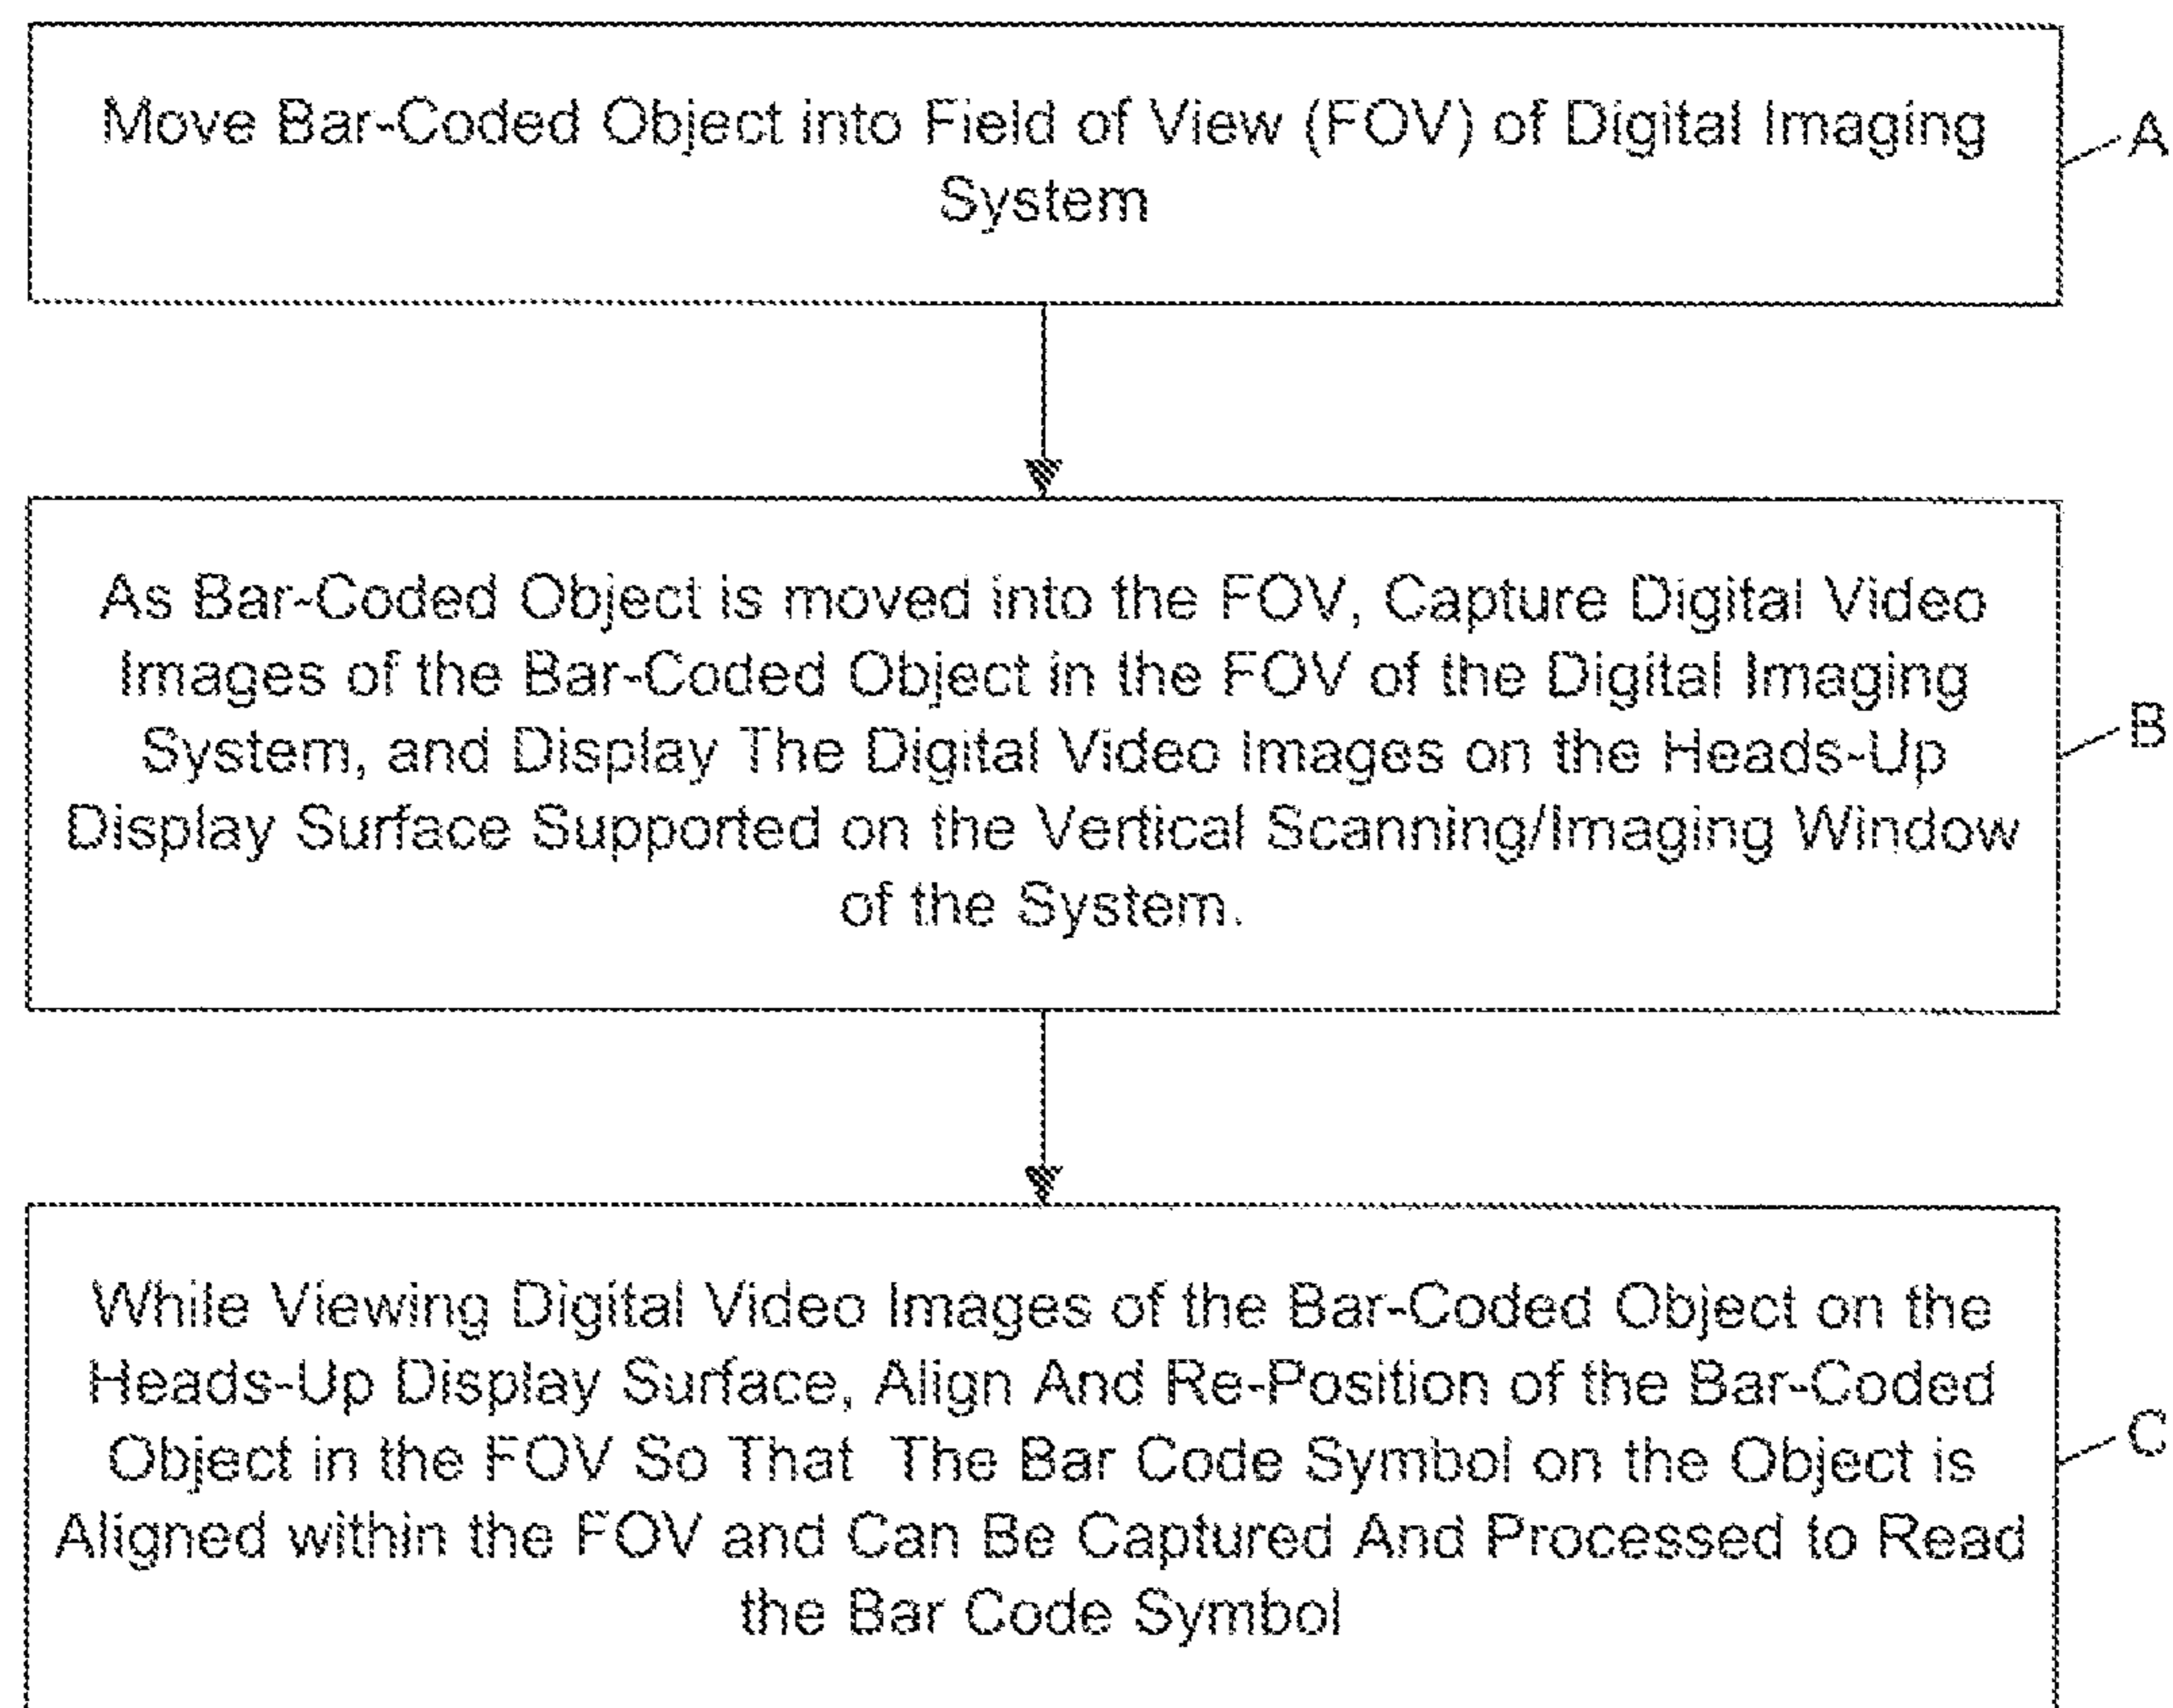 Move Bar-Coded Object into Field of View (FOV) of Digital Imaging
System
A
As Bar-Coded Object is moved into the FOV, Capture Digital Video
Images of the Bar-Coded Object in the FOV of the Digital Imaging
System, and Display The Digital Video Images on the Heads-Up
Display Surface Supported on the Vertical Scanning/Imaging Window
of the System.
B
While Viewing Digital Video Images of the Bar-Coded Object on the
Heads-Up Display Surface, Align And Re-Position of the Bar-Coded
Object in the FOV So That The Bar Code Symbol on the Object is
Aligned within the FOV and Can Be Captured And Processed to Read
the Bar Code Symbol
C